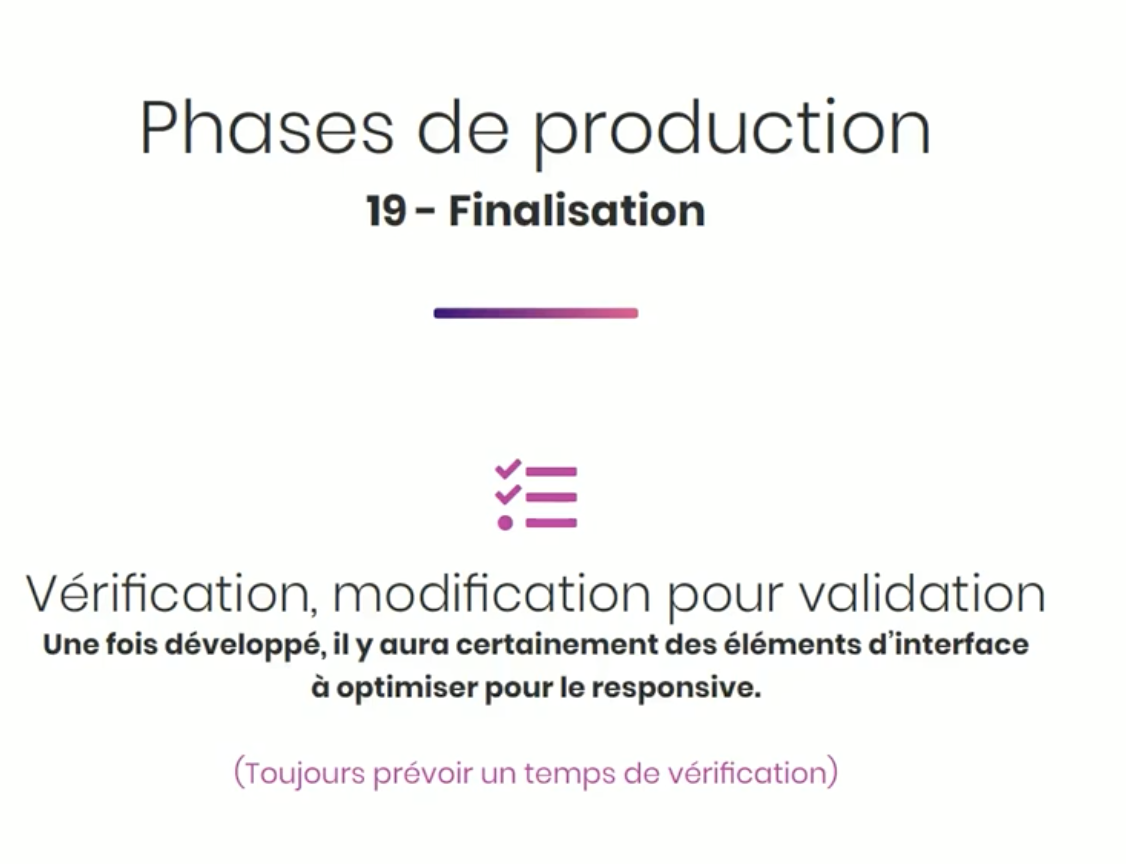 Phases de production
19 - Finalisation
Vérification, modification pour validation
Une fois développé, il y aura certainement des éléments d’interface
à optimiser pour le responsive.
(Toujours prévoir un temps de vérification)